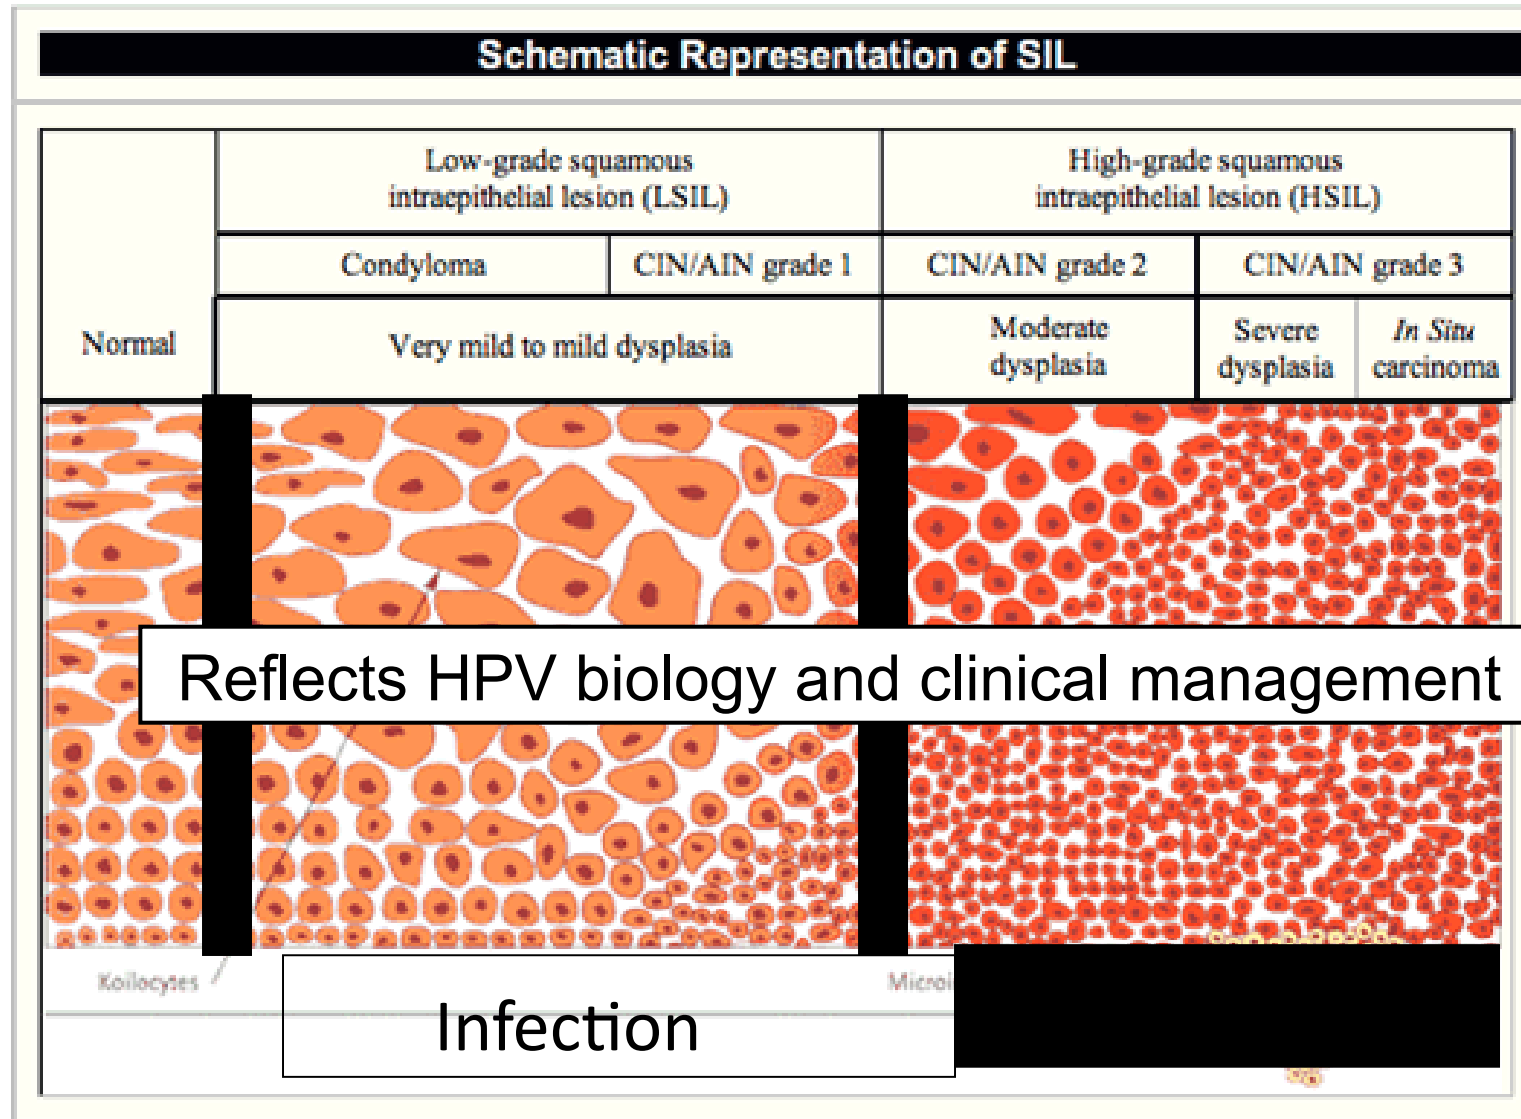 Schematic Representation of SIL
Low-grade squamous
intraepithelial lesion (LSIL)
High-grade squamous
intraepithelial lesion (HSIL)
Condyloma
CIN/AIN grade 1
CIN/AIN grade 2
CIN/AIN grade 3
Normal
Very mild to mild dysplasia
Moderate
dysplasia
Severe
dysplasia
In Situ
carcinoma
Reflects HPV biology and clinical management
Koilocytes
Infection